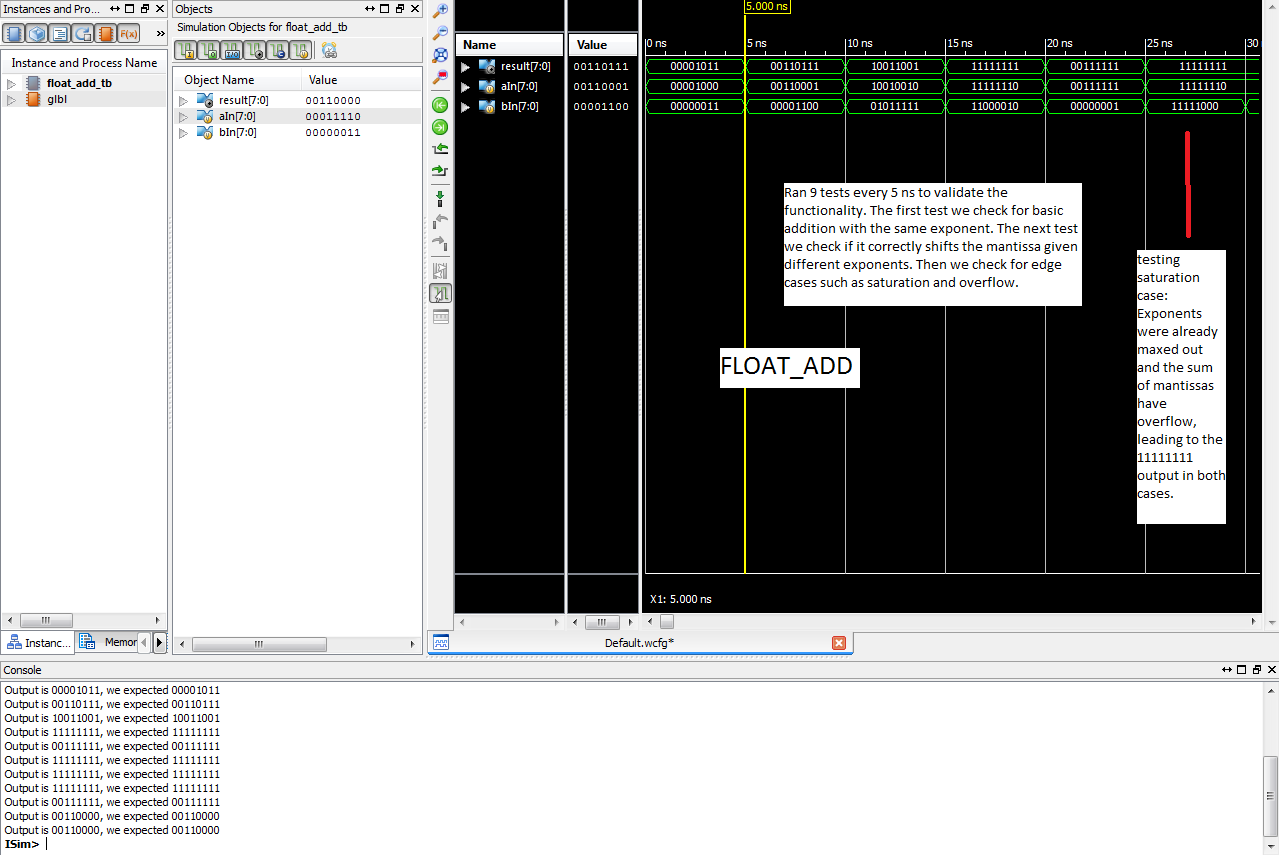 Instances and Pro...
Objects
Simulation Objects for float_add_tb
Instance and Process Name
float_add_tb
glbl
Object Name Value
result[7:0] 00110000
aIn[7:0] 00011110
bIn[7:0] 00000011
Instanc...
Memor
5.000 ns
Name Value
0 ns 5 ns 10 ns 15 ns 20 ns 25 ns 30
result[7:0] 00110111 00001011 00110111 10011001 11111111 00111111 11111111
aIn[7:0] 00110001 00001000 00110001 10010010 11111110 00111111 11111110
bIn[7:0] 00001100 00000011 00001100 01011111 11000010 00000001 11111000
Ran 9 tests every 5 ns to validate the
functionality. The first test we check for basic
addition with the same exponent. The next test
we check if it correctly shifts the mantissa given
different exponents. Then we check for edge
cases such as saturation and overflow.
testing
saturation
case:
Exponents
were already
maxed out
and the sum
of mantissas
have
overflow,
leading to the
11111111
output in both
cases.
FLOAT_ADD
X1: 5.000 ns
Default.wcfg*
Console
Output is 00001011, we expected 00001011
Output is 00110111, we expected 00110111
Output is 10011001, we expected 10011001
Output is 11111111, we expected 11111111
Output is 00111111, we expected 00111111
Output is 11111111, we expected 11111111
Output is 11111111, we expected 11111111
Output is 11111111, we expected 11111111
Output is 00111111, we expected 00111111
Output is 00110000, we expected 00110000
Output is 00110000, we expected 00110000
ISim>